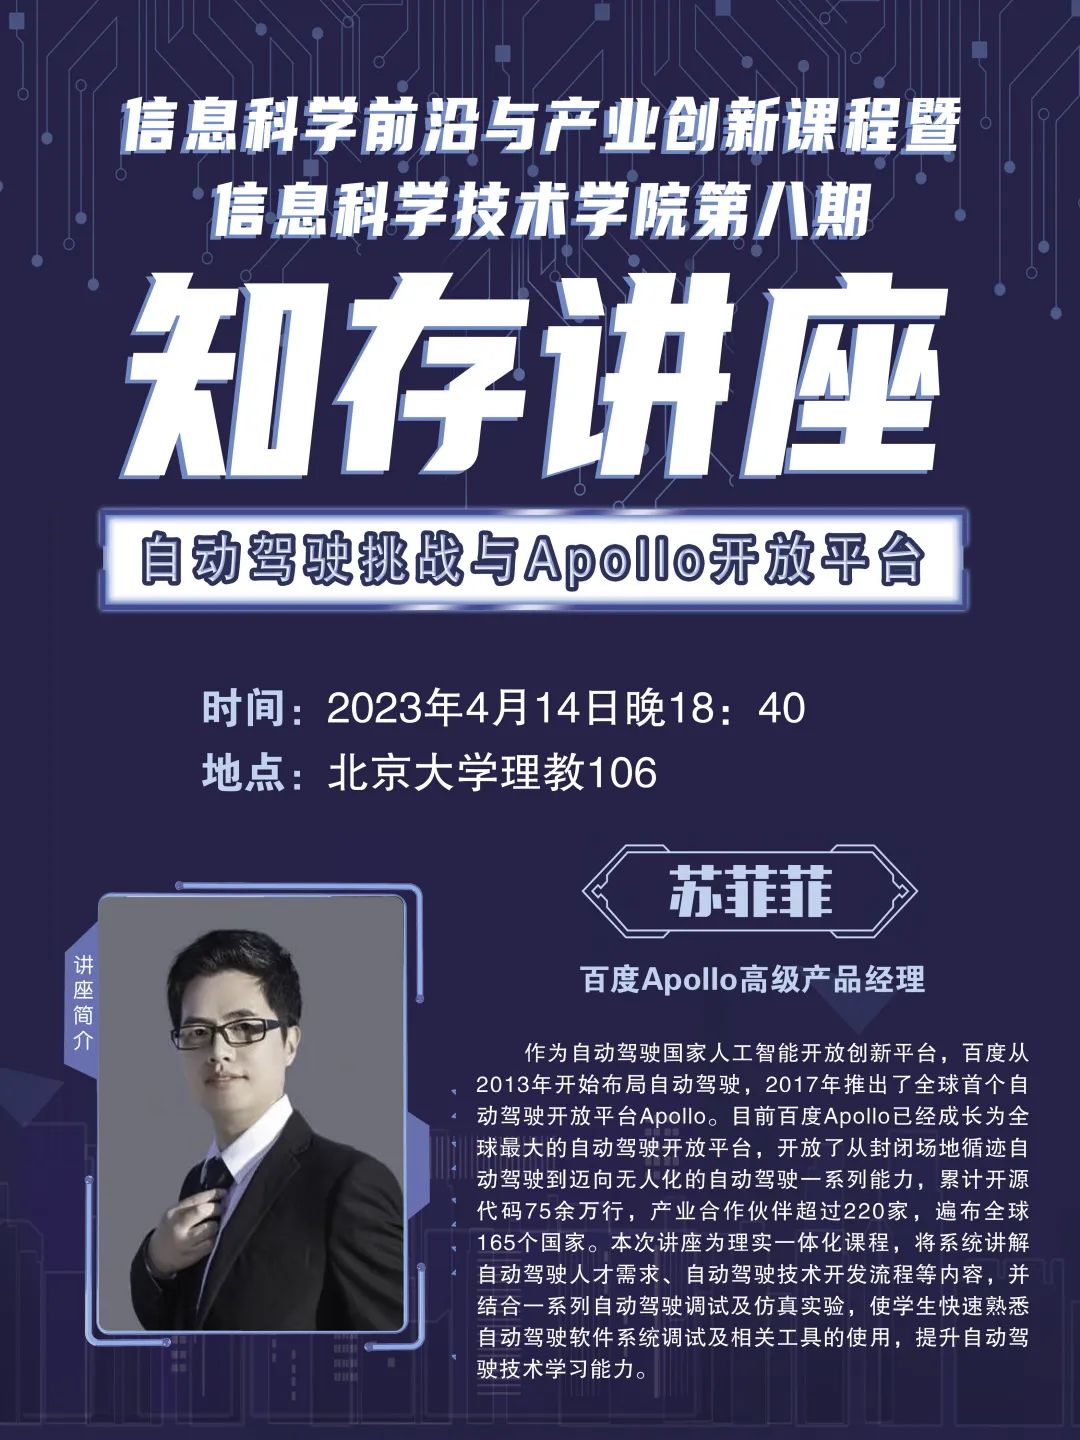 信息科学前沿与产业创新课程暨
信息科学技术学院第八期
知存讲座
自动驾驶挑战与Apollo开放平台
时间：2023年4月14日晚18：40
地点：北京大学理教106
讲座简介
苏菲菲
百度Apollo高级产品经理
作为自动驾驶国家人工智能开放创新平台，百度从
2013年开始布局自动驾驶，2017年推出了全球首个自
动驾驶开放平台Apollo。目前百度Apollo已经成长为全
球最大的自动驾驶开放平台，开放了从封闭场地循迹自
动驾驶到迈向无人化的自动驾驶一系列能力，累计开源
代码75余万行，产业合作伙伴超过220家，遍布全球
165个国家。本次讲座为理实一体化课程，将系统讲解
自动驾驶人才需求、自动驾驶技术开发流程等内容，并
结合一系列自动驾驶调试及仿真实验，使学生快速熟悉
自动驾驶软件系统调试及相关工具的使用，提升自动驾
驶技术学习能力。